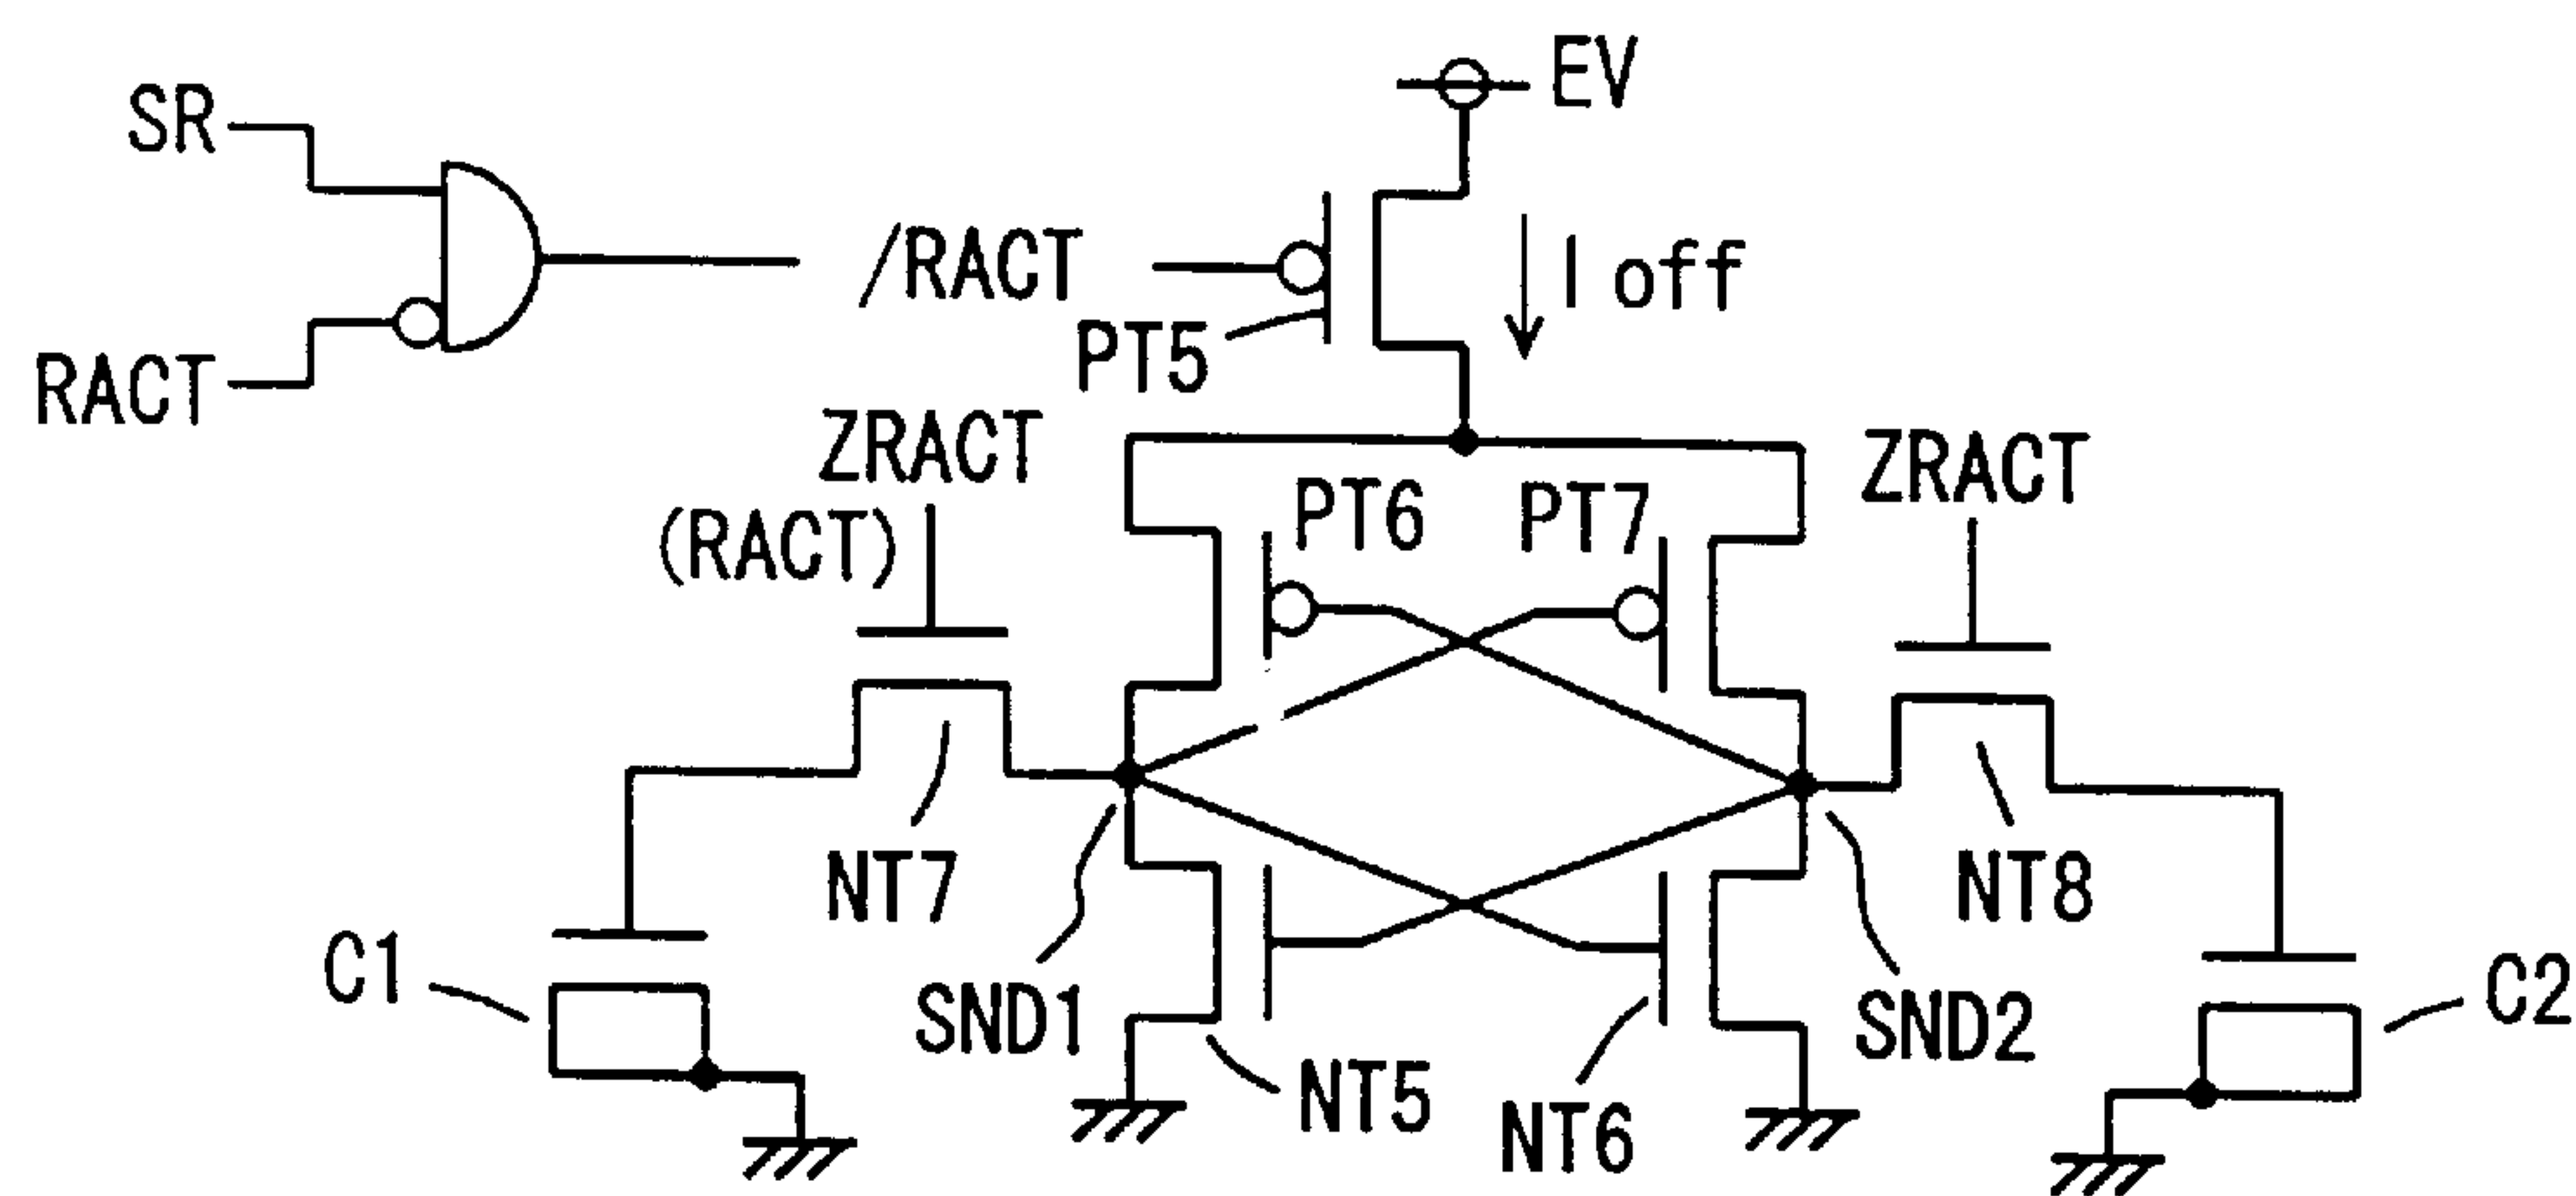 EV
SR
/RACT
I off
PT5
RACT
ZRACT
ZRACT
(RACT)
PT6
PT7
NT7
NT8
C1
SND1
SND2
C2
NT5
NT6